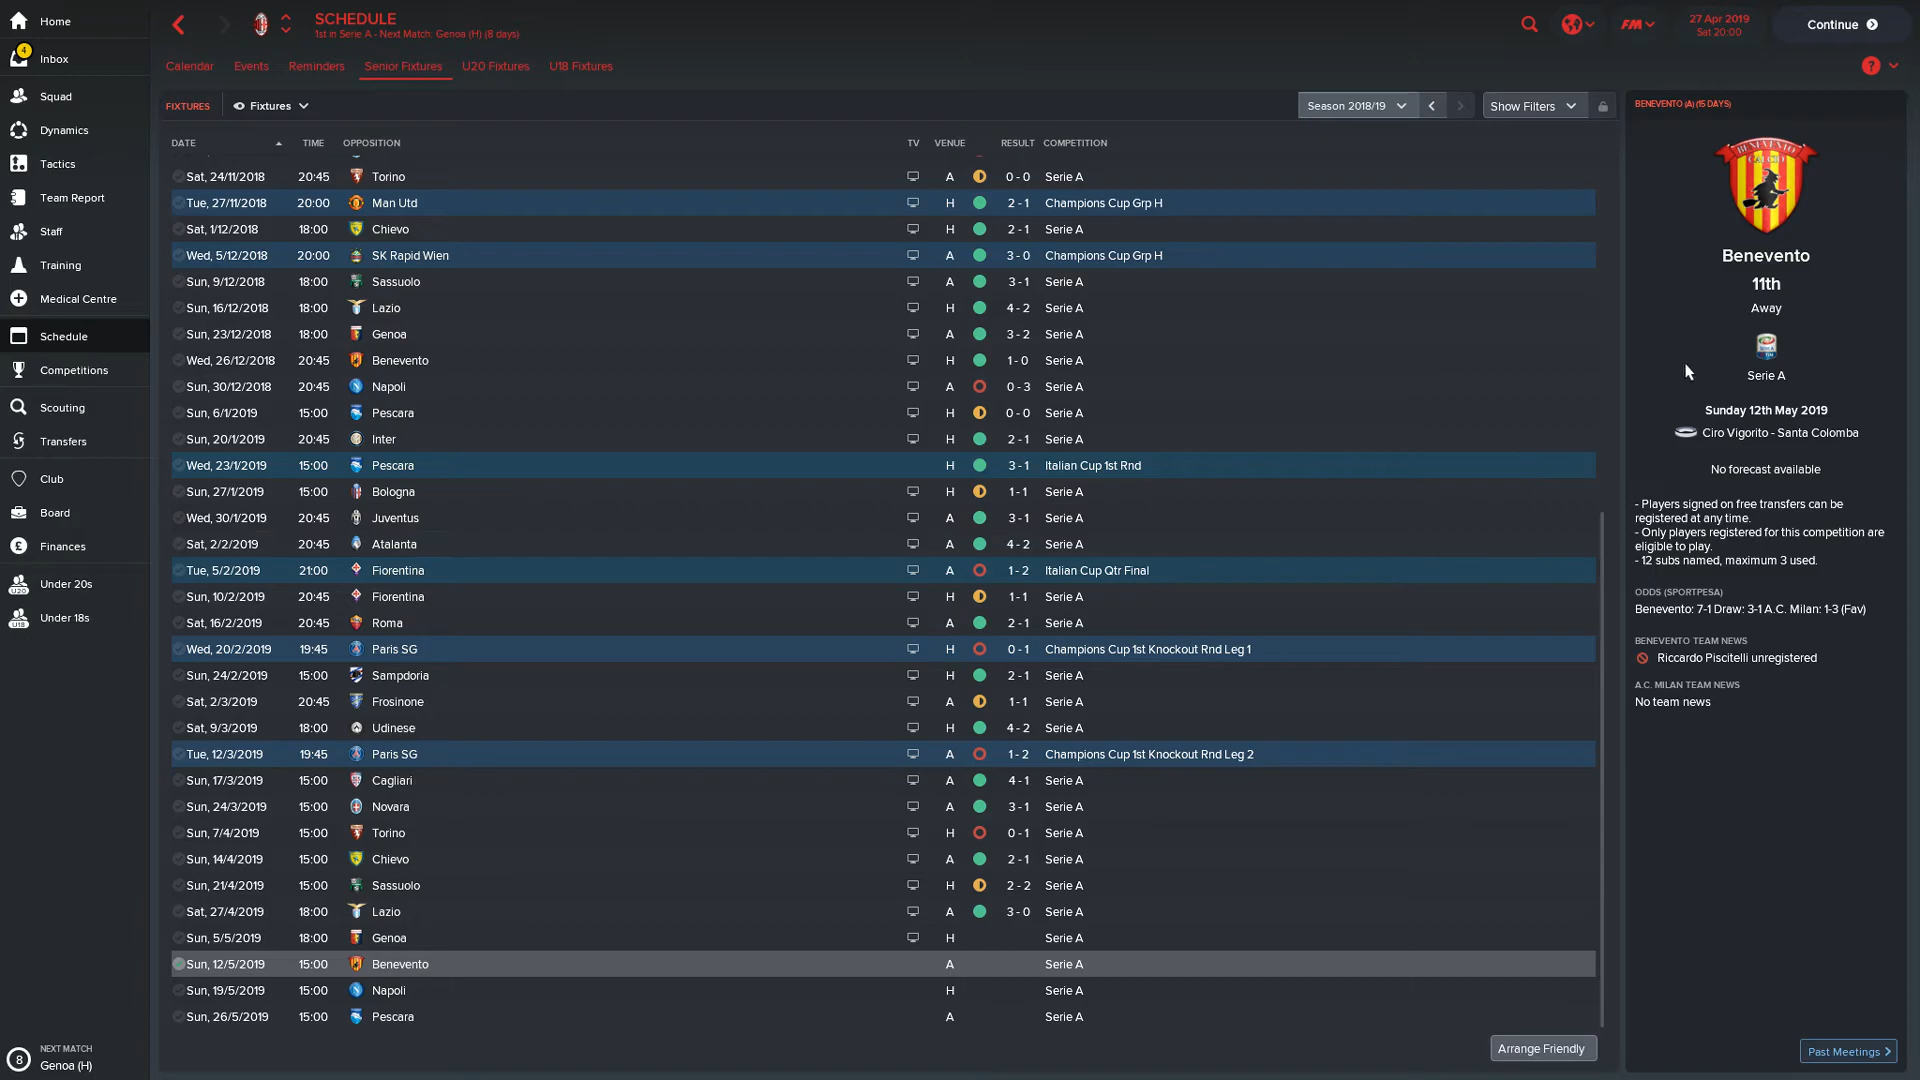 Home
4
Inbox
Squad
Dynamics
Tactics
Team Report
Staff
Training
Medical Centre
Schedule
Competitions
Scouting
Transfers
Club
Board
Finances
U20
Under 20s
U18
Under 18s
8
NEXT MATCH
Genoa (H)
SCHEDULE
1st in Serie A - Next Match: Genoa (H) (8 days)
FM
27 Apr 2019
Sat 20:00
Continue
Calendar Events Reminders Senior Fixtures U20 Fixtures U18 Fixtures
?
FIXTURES Fixtures
Season 2018/19 Show Filters
DATE TIME OPPOSITION TV VENUE RESULT COMPETITION
Sat, 24/11/2018 20:45 Torino A 0 - 0 Serie A
Tue, 27/11/2018 20:00 Man Utd H 2 - 1 Champions Cup Grp H
Sat, 1/12/2018 18:00 Chievo H 2 - 1 Serie A
Wed, 5/12/2018 20:00 SK Rapid Wien A 3 - 0 Champions Cup Grp H
Sun, 9/12/2018 18:00 Sassuolo A 3 - 1 Serie A
Sun, 16/12/2018 18:00 Lazio H 4 - 2 Serie A
Sun, 23/12/2018 18:00 Genoa A 3 - 2 Serie A
Wed, 26/12/2018 20:45 Benevento H 1 - 0 Serie A
Sun, 30/12/2018 20:45 Napoli A 0 - 3 Serie A
Sun, 6/1/2019 15:00 Pescara H 0 - 0 Serie A
Sun, 20/1/2019 20:45 Inter H 2 - 1 Serie A
Wed, 23/1/2019 15:00 Pescara H 3 - 1 Italian Cup 1st Rnd
Sun, 27/1/2019 15:00 Bologna H 1 - 1 Serie A
Wed, 30/1/2019 20:45 Juventus A 3 - 1 Serie A
Sat, 2/2/2019 20:45 Atalanta A 4 - 2 Serie A
Tue, 5/2/2019 21:00 Fiorentina A 1 - 2 Italian Cup Qtr Final
Sun, 10/2/2019 20:45 Fiorentina H 1 - 1 Serie A
Sat, 16/2/2019 20:45 Roma A 2 - 1 Serie A
Wed, 20/2/2019 19:45 Paris SG H 0 - 1 Champions Cup 1st Knockout Rnd Leg 1
Sun, 24/2/2019 15:00 Sampdoria H 2 - 1 Serie A
Sat, 2/3/2019 20:45 Frosinone A 1 - 1 Serie A
Sat, 9/3/2019 18:00 Udinese H 4 - 2 Serie A
Tue, 12/3/2019 19:45 Paris SG A 1 - 2 Champions Cup 1st Knockout Rnd Leg 2
Sun, 17/3/2019 15:00 Cagliari A 4 - 1 Serie A
Sun, 24/3/2019 15:00 Novara A 3 - 1 Serie A
Sun, 7/4/2019 15:00 Torino H 0 - 1 Serie A
Sun, 14/4/2019 15:00 Chievo A 2 - 1 Serie A
Sun, 21/4/2019 15:00 Sassuolo H 2 - 2 Serie A
Sat, 27/4/2019 18:00 Lazio A 3 - 0 Serie A
Sun, 5/5/2019 18:00 Genoa H Serie A
Sun, 12/5/2019 15:00 Benevento A Serie A
Sun, 19/5/2019 15:00 Napoli H Serie A
Sun, 26/5/2019 15:00 Pescara A Serie A
Arrange Friendly
BENEVENTO (A) (15 DAYS)
BENEVENTO
CALCIO
Benevento
11th
Away
Serie A
Sunday 12th May 2019
Ciro Vigorito - Santa Colomba
No forecast available
- Players signed on free transfers can be
registered at any time.
- Only players registered for this competition are
eligible to play.
- 12 subs named, maximum 3 used.
ODDS (SPORTPESA)
Benevento: 7-1 Draw: 3-1 A.C. Milan: 1-3 (Fav)
BENEVENTO TEAM NEWS
Riccardo Piscitelli unregistered
A.C. MILAN TEAM NEWS
No team news
Past Meetings